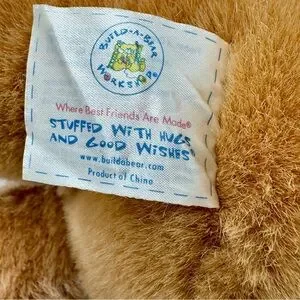 BUILD-A-BEAR
WORKSHOP®
Where Best Friends Are Made®
STUFFED WITH HUGS
AND GOOD WISHES
www.buildabear.com
Product of China